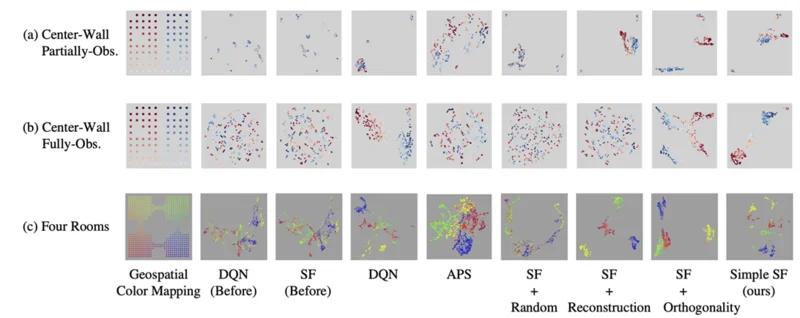 (a) Center-Wall
Partially-Obs.
(b) Center-Wall
Fully-Obs.
(c) Four Rooms
Geospatial
Color Mapping
DQN
(Before)
SF
(Before)
DQN
APS
SF
+
Random
SF
+
Reconstruction
SF
+
Orthogonality
Simple SF
(ours)